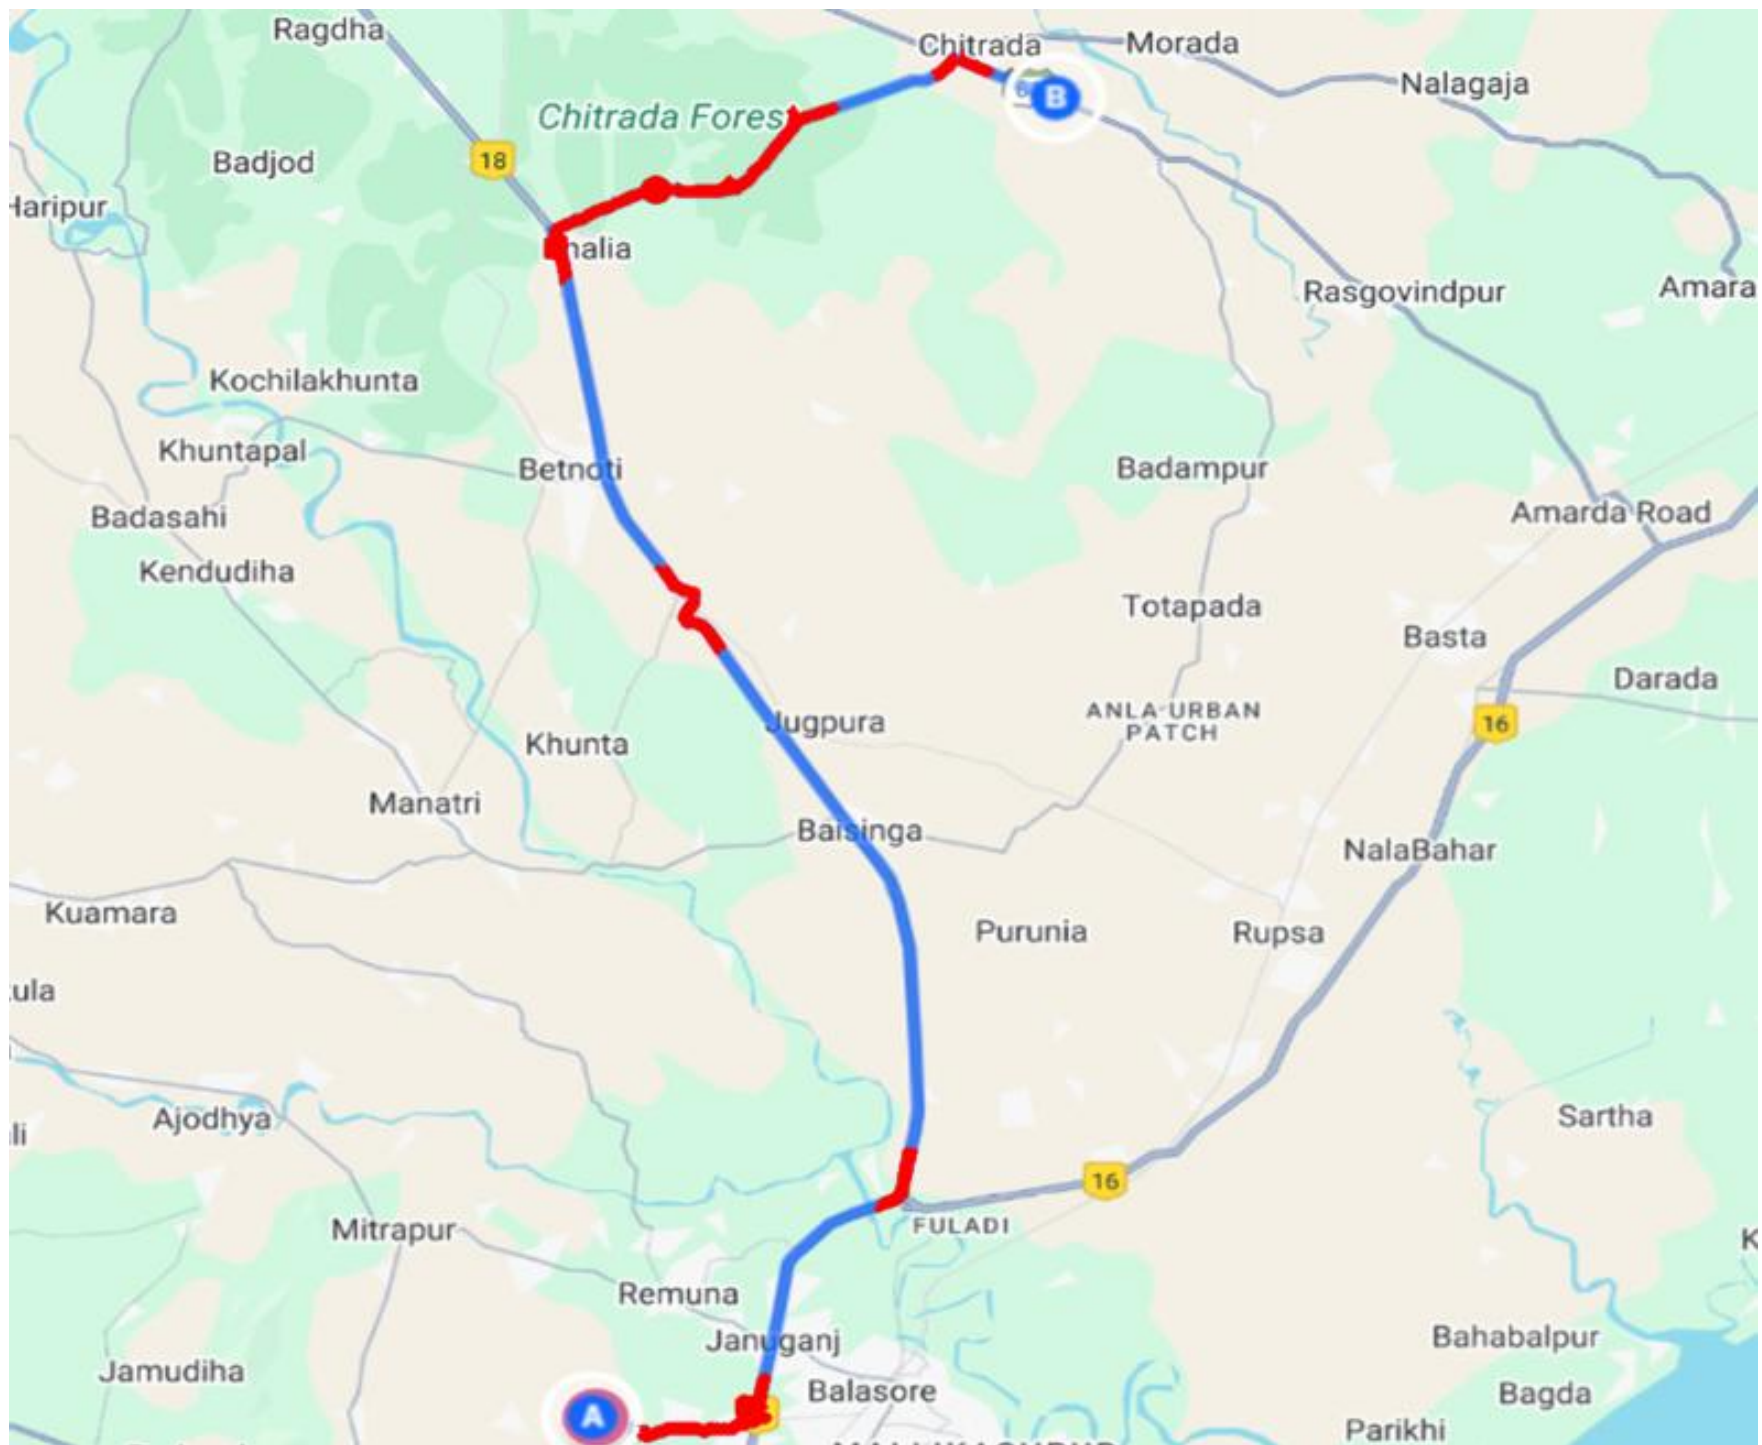 Ragdha
Chitrada
Morada
Nalagaja
Chitrada Fores
18
Badjod
B
Haripur
halia
Rasgovindpur
Amara
Kochilakhunta
Khuntapal
Betnoti
Badampur
Badasahi
Amarda Road
Kendudiha
Totapada
Basta
Darada
ANLA URBAN
PATCH
Jugpura
16
Khunta
Manatri
Baisinga
NalaBahar
Kuamara
Purunia
Rupsa
ula
Ajodhya
Sartha
li
16
Mitrapur
FULADI
K
Remuna
Januganj
Bahabalpur
Jamudiha
Balasore
Bagda
A
Parikhi